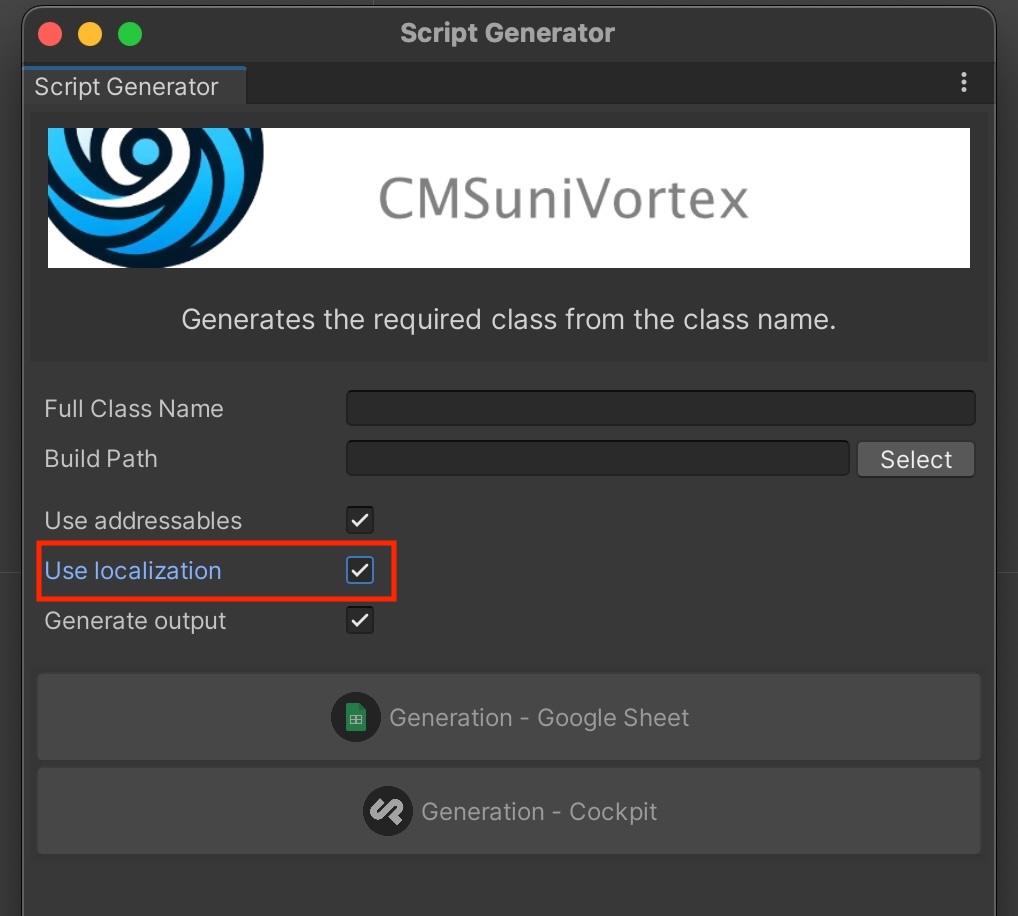 Script Generator
Script Generator
CMSuniVortex
Generates the required class from the class name.
Full Class Name
Build Path
Select
Use addressables
Use localization
Generate output
Generation - Google Sheet
Generation - Cockpit